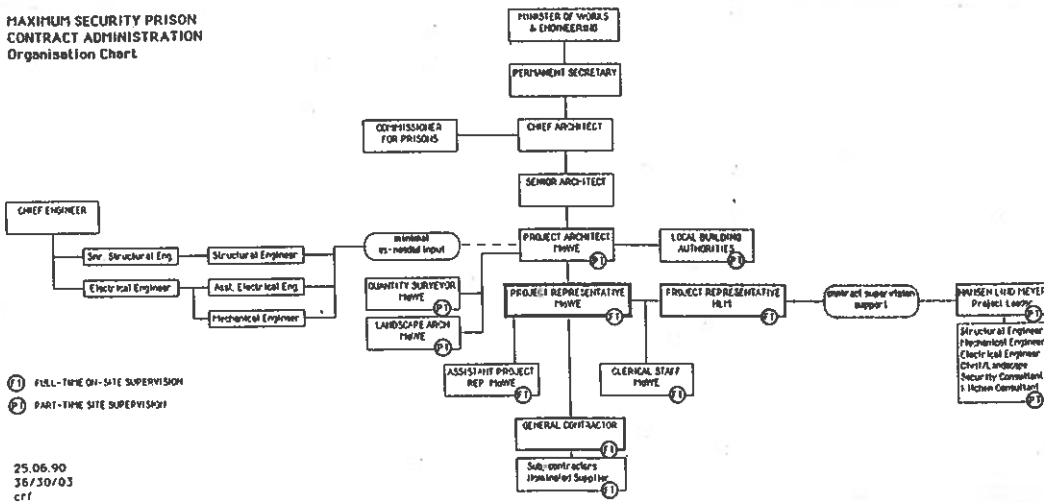 MAXIMUM SECURITY PRISON
CONTRACT ADMINISTRATION
Organisation Chart
MINISTER OF WORKS
& ENGINEERING
PERMANENT SECRETARY
COMMISSIONER
FOR PRISONS
CHIEF ARCHITECT
SENIOR ARCHITECT
CHIEF ENGINEER
Snr. Structural Eng.
Structural Engineer
Electrical Engineer
Asst. Electrical Eng.
Mechanical Engineer
minimal
as-needed input
PROJECT ARCHITECT
MoWE
PT
LOCAL BUILDING
AUTHORITIES
PT
QUANTITY SURVEYOR
MoWE
PT
LANDSCAPE ARCH
MoWE
PT
PROJECT REPRESENTATIVE
MoWE
FT
PROJECT REPRESENTATIVE
HLM
FT
contract supervision
support
HANSEN LIND MEYER
Project Leader
PT
Structural Engineer
Mechanical Engineer
Electrical Engineer
Civil/Landscape
Security Consultant
Kitchen Consultant
PT
ASSISTANT PROJECT
REP. MoWE
FT
CLERICAL STAFF
MoWE
FT
GENERAL CONTRACTOR
FT
Sub-contractors
Nominated Supplier
FT
FT FULL-TIME ON-SITE SUPERVISION
PT PART-TIME SITE SUPERVISION
25.06.90
36/30/03
crf